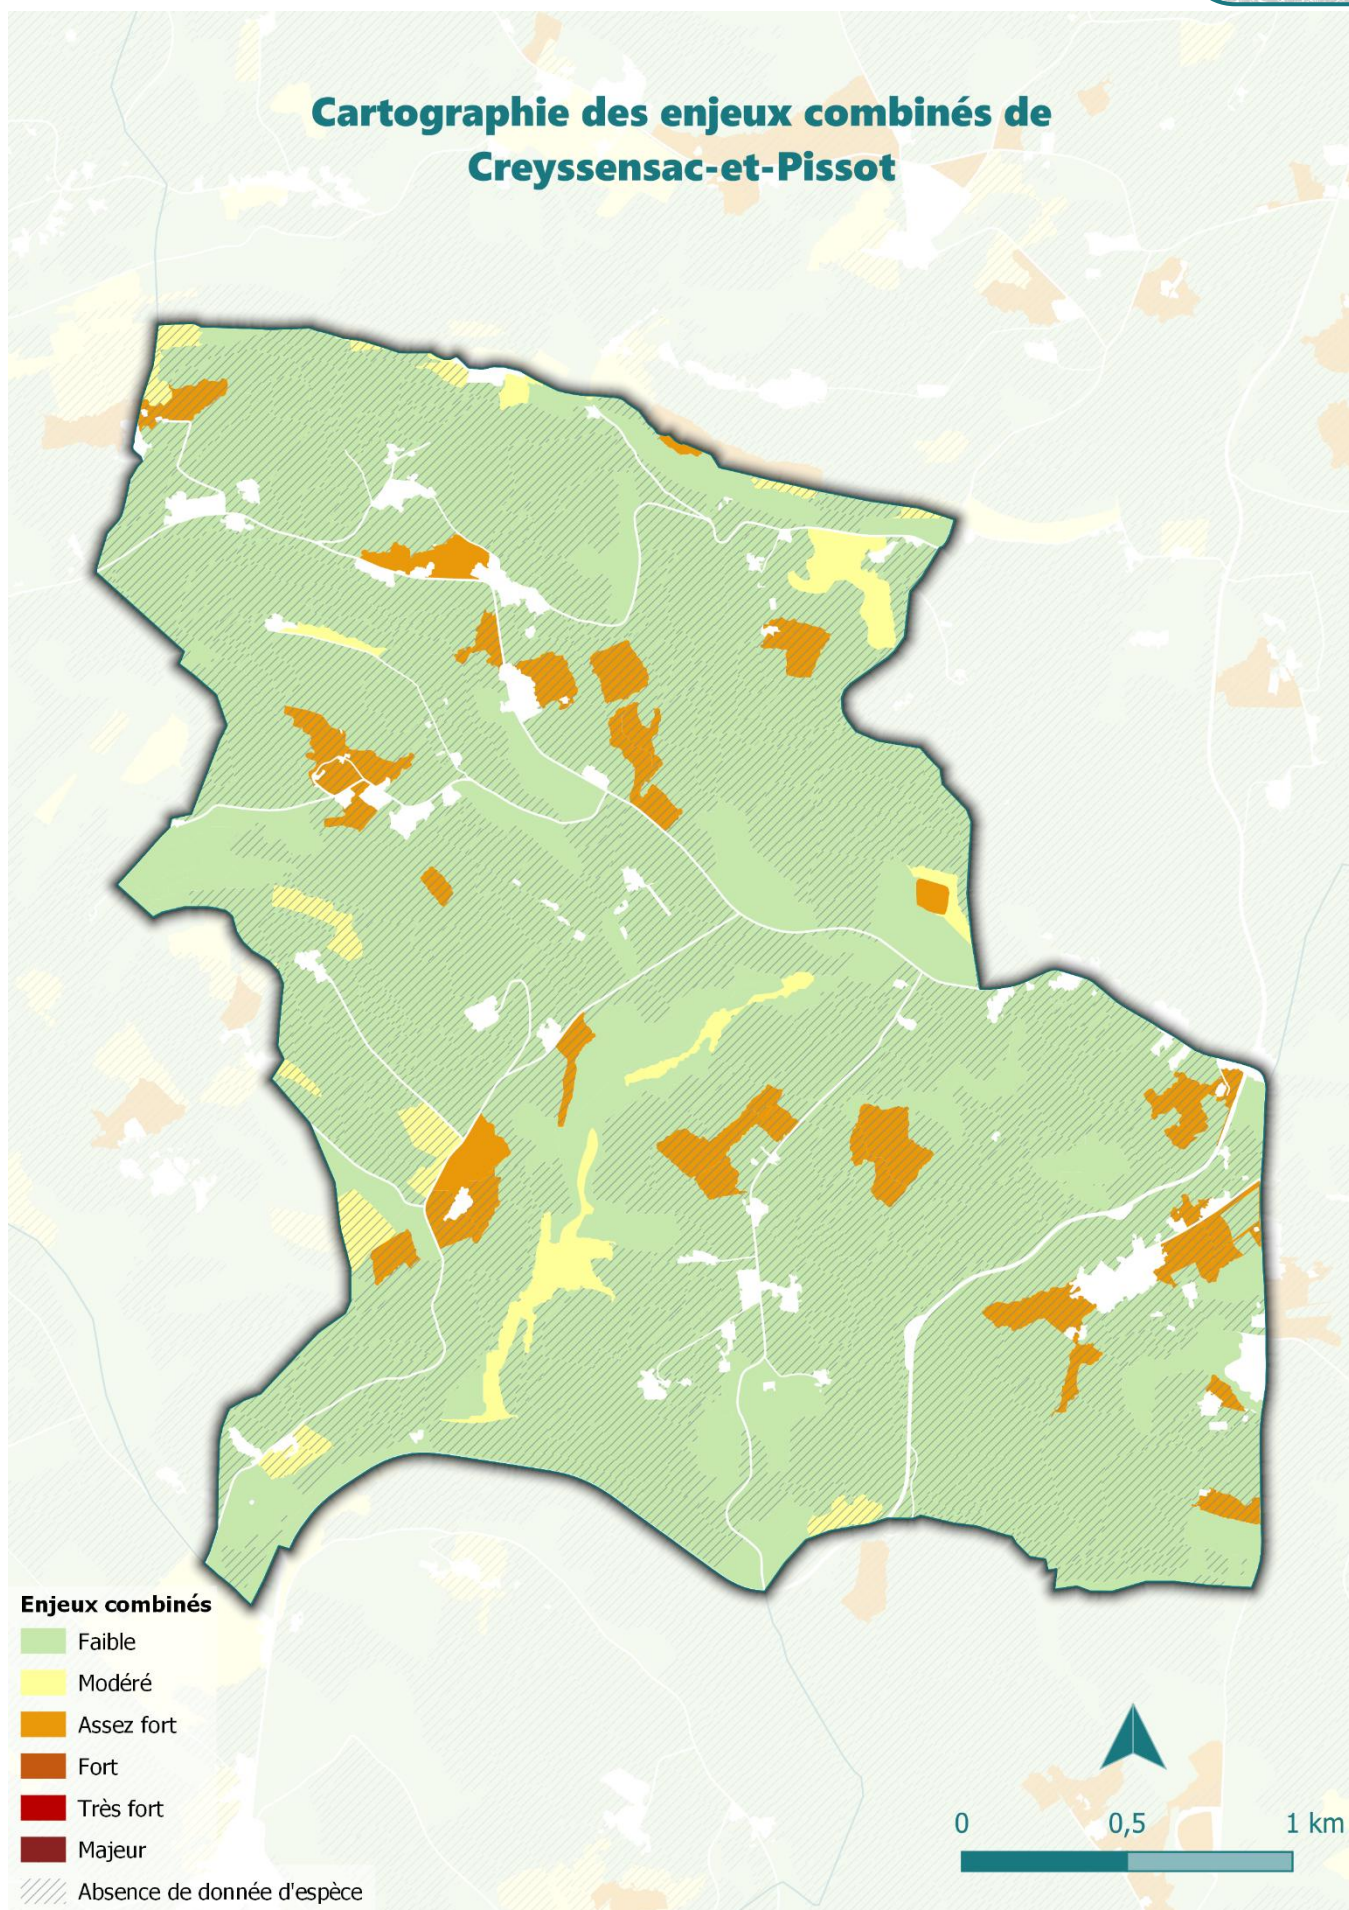 Cartographie des enjeux combinés de
Creyssensac-et-Pissot
Enjeux combinés
Faible
Modéré
Assez fort
Fort
Très fort
Majeur
Absence de donnée d'espèce
0 0,5 1 km